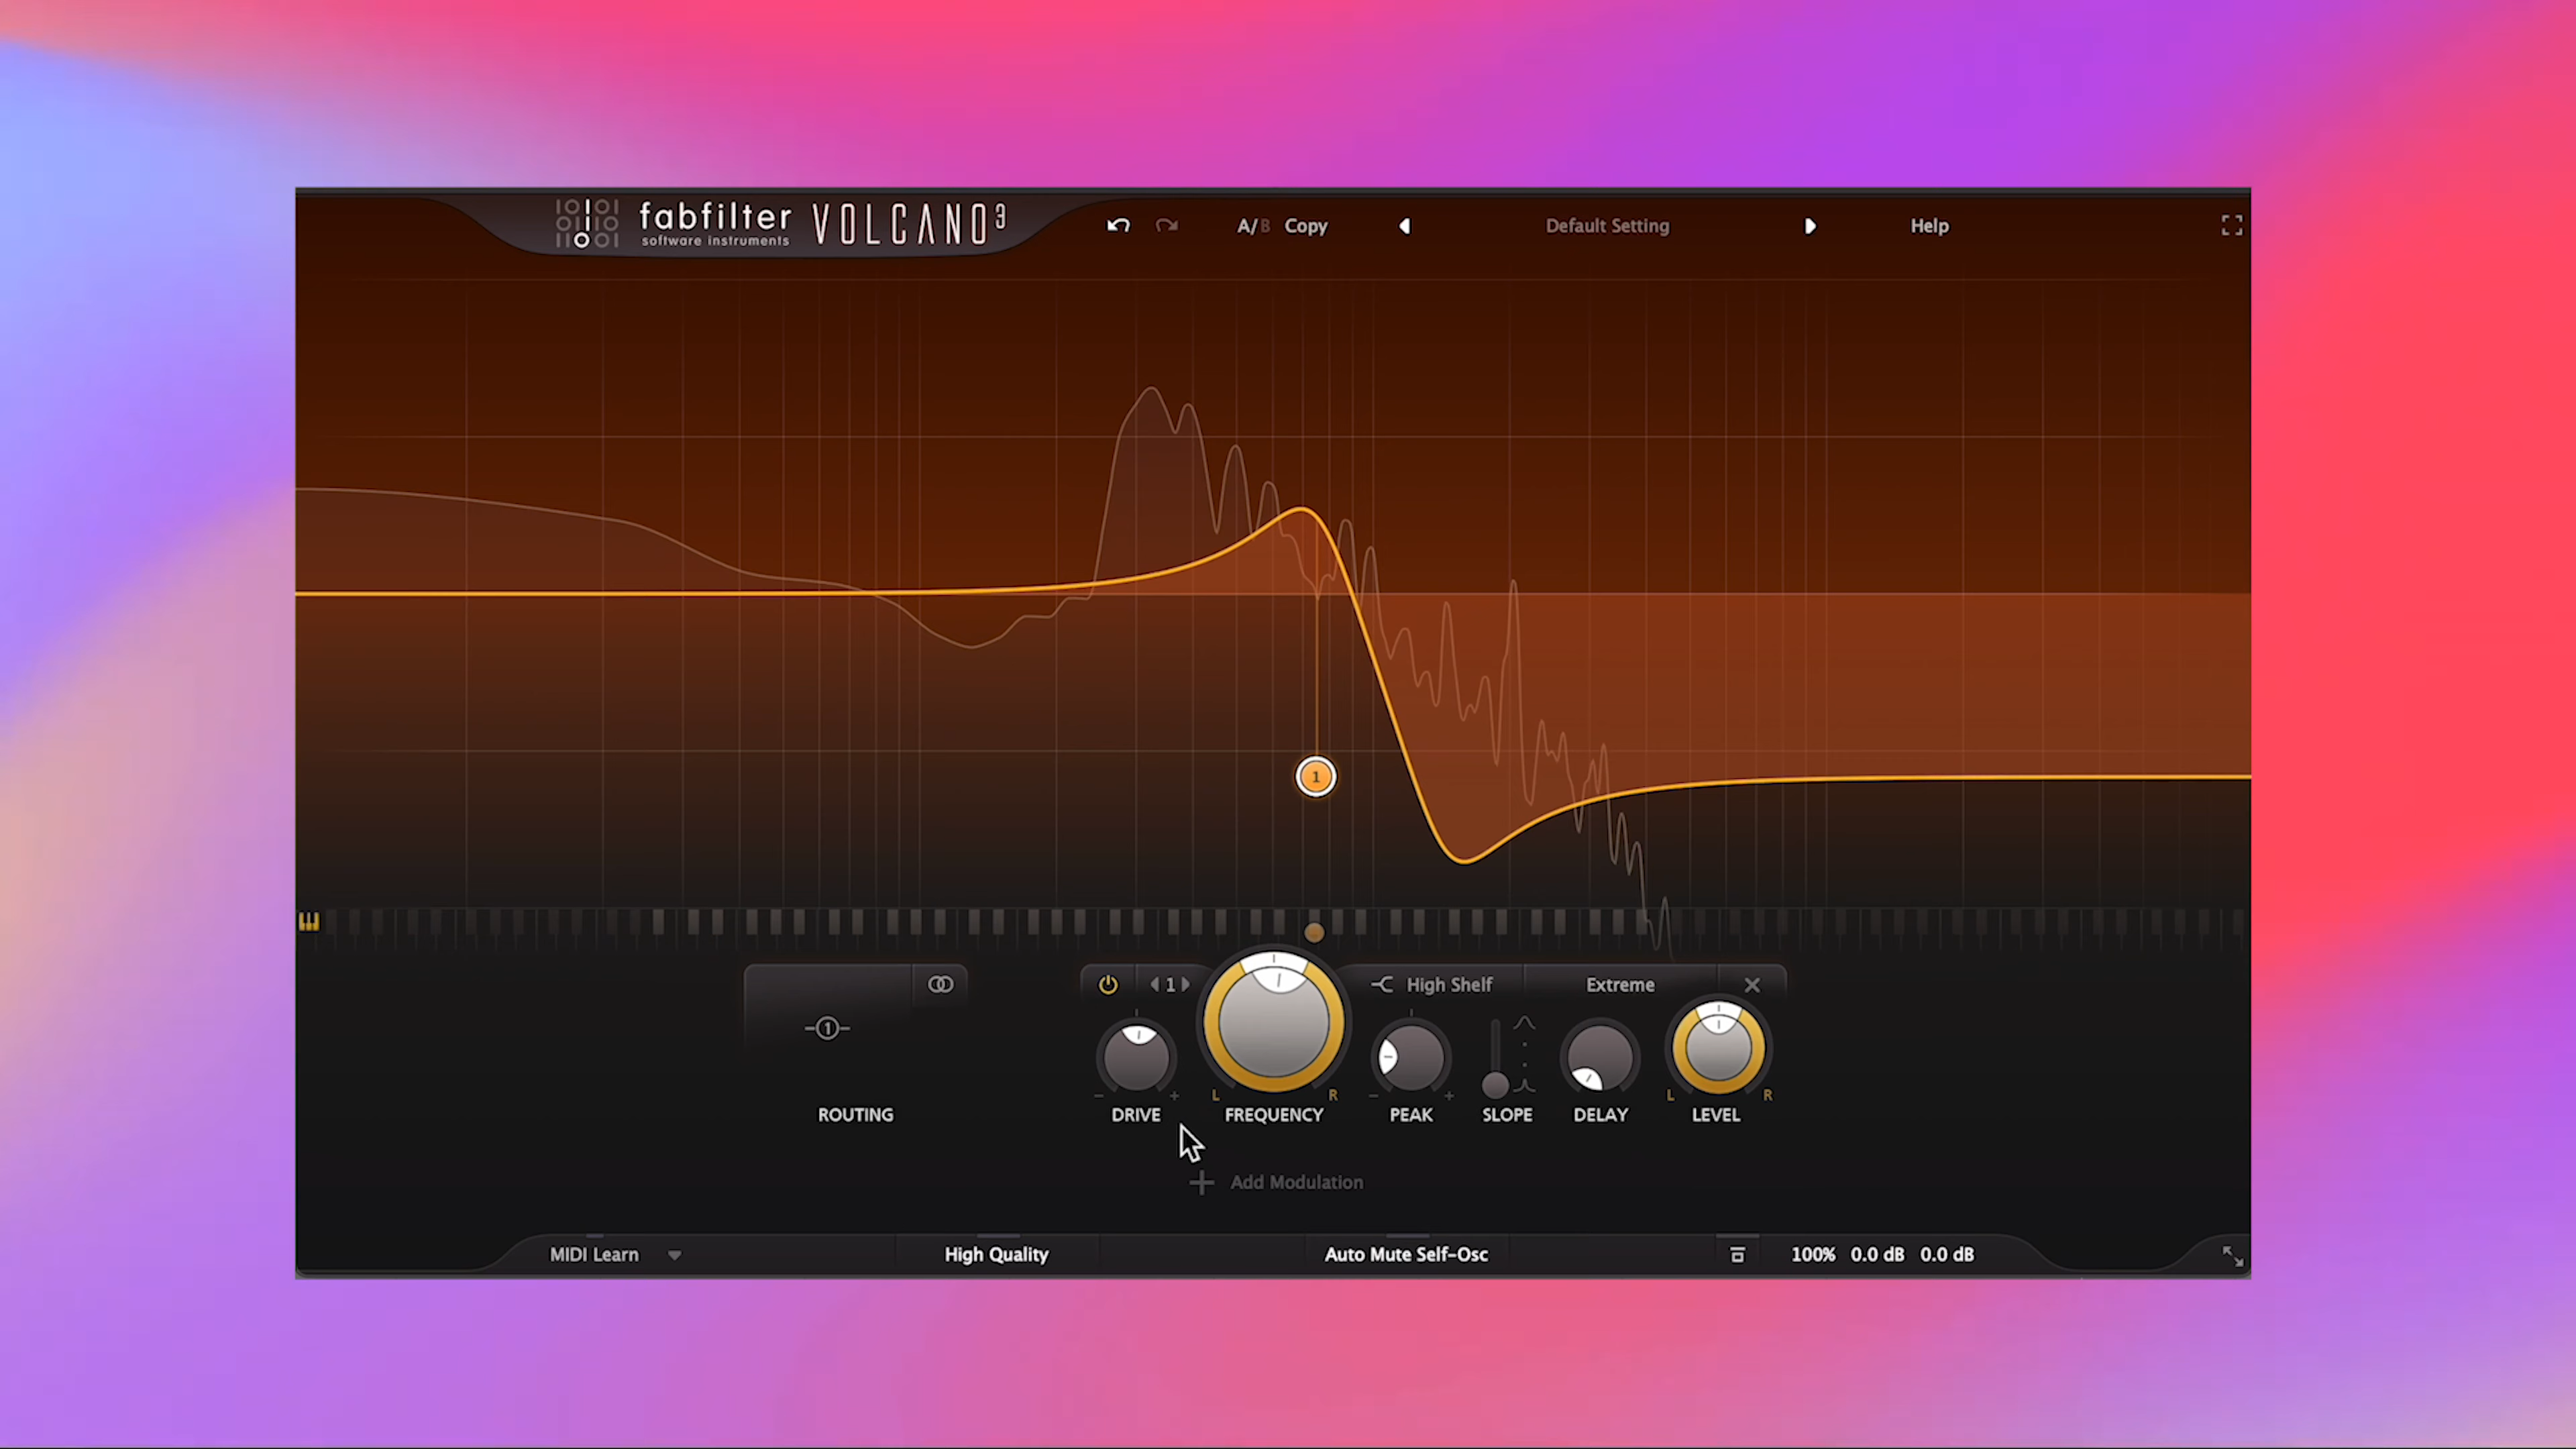 fabfilter VOLCANO³
software instruments
A/B Copy Default Setting Help
1
1 High Shelf Extreme
1
- + L R - + L R
ROUTING DRIVE FREQUENCY PEAK SLOPE DELAY LEVEL
+ Add Modulation
MIDI Learn High Quality Auto Mute Self-Osc 100% 0.0 dB 0.0 dB